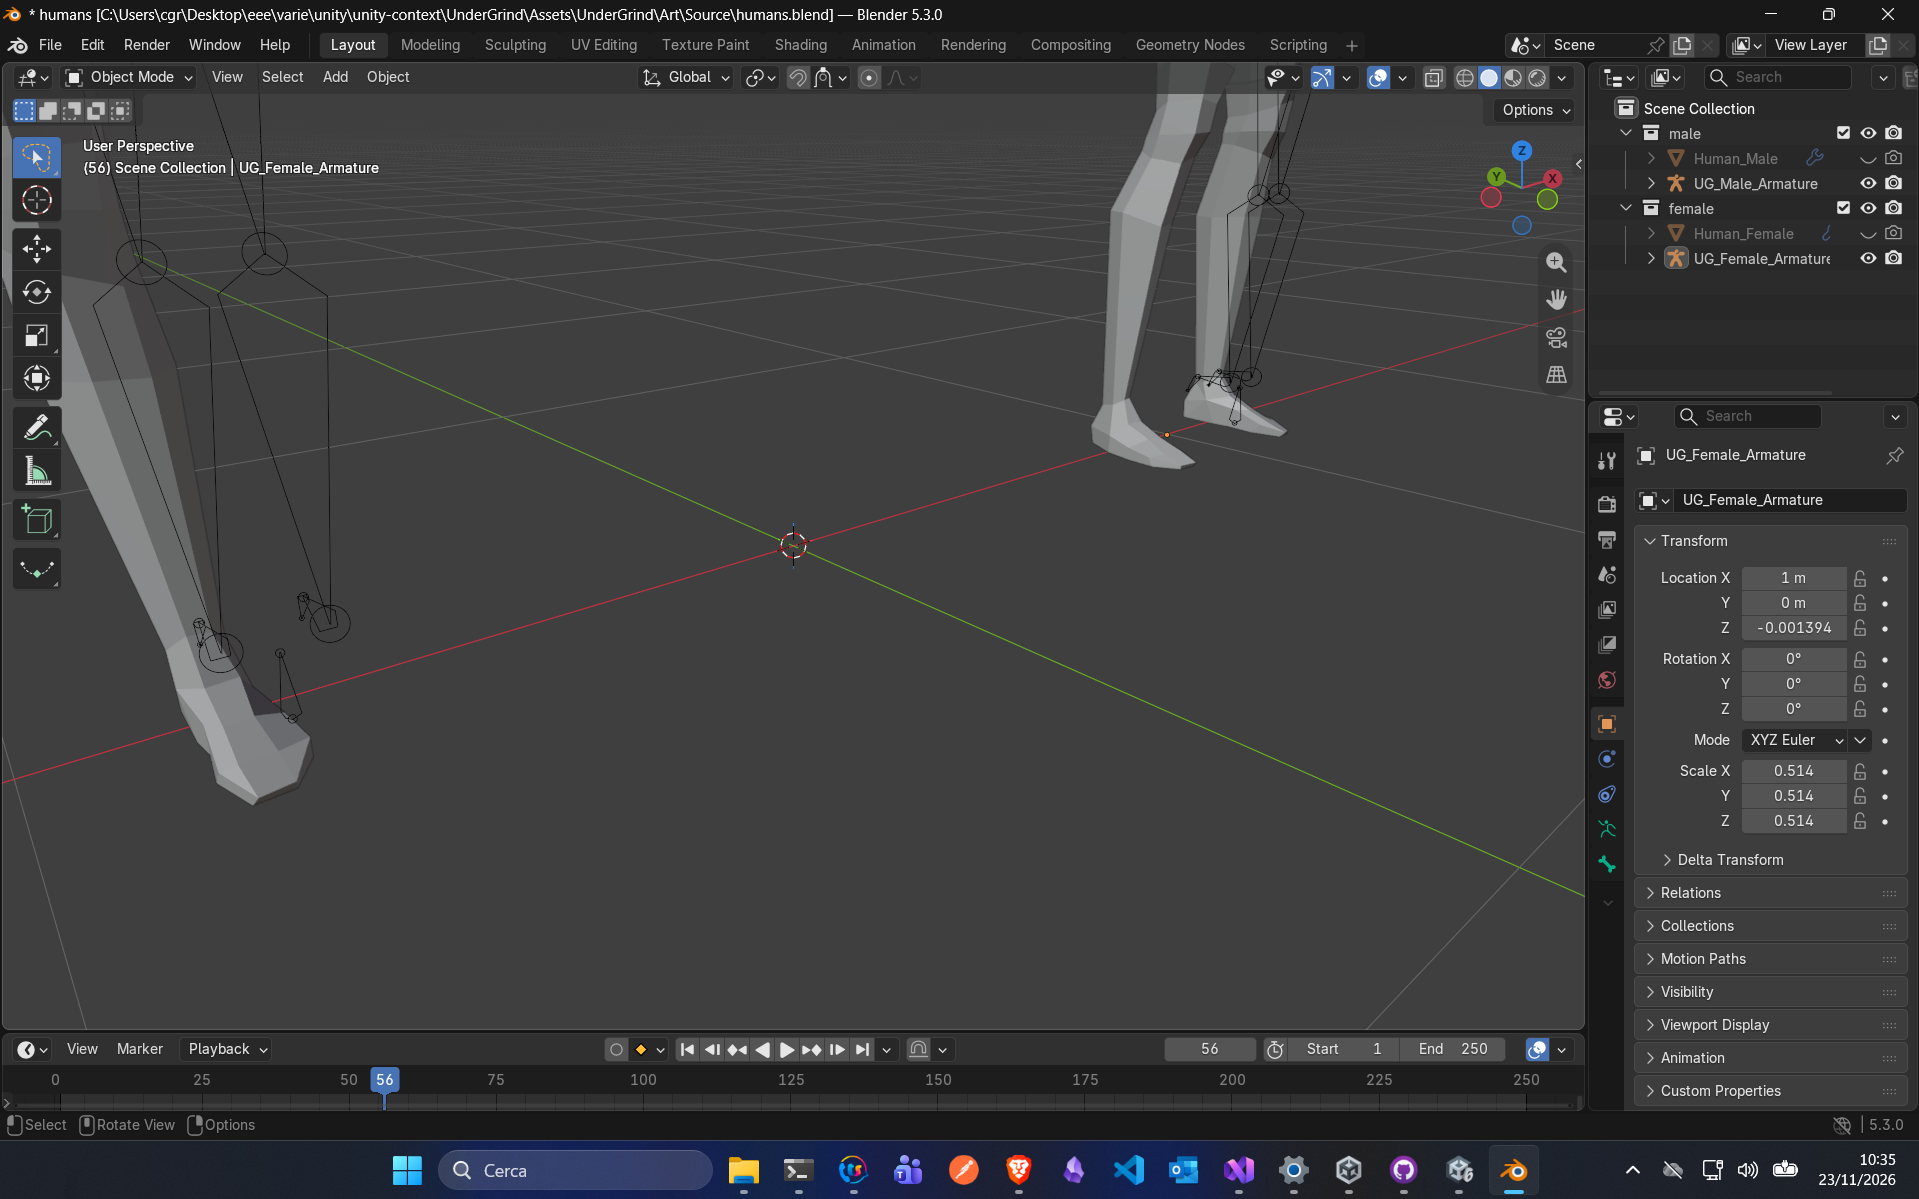 * humans [C:\Users\cgr\Desktop\eee\varie\unity\unity-context\UnderGrind\Assets\UnderGrind\Art\Source\humans.blend] — Blender 5.3.0
File Edit Render Window Help Layout Modeling Sculpting UV Editing Texture Paint Shading Animation Rendering Compositing Geometry Nodes Scripting Scene View Layer
Object Mode View Select Add Object Global Search
Options
User Perspective
(56) Scene Collection | UG_Female_Armature
Z
Y
X
Scene Collection
male
Human_Male
UG_Male_Armature
female
Human_Female
UG_Female_Armature
Search
UG_Female_Armature
UG_Female_Armature
Transform
Location X 1 m
Y 0 m
Z -0.001394
Rotation X 0°
Y 0°
Z 0°
Mode XYZ Euler
Scale X 0.514
Y 0.514
Z 0.514
Delta Transform
Relations
Collections
Motion Paths
Visibility
Viewport Display
Animation
Custom Properties
View Marker Playback 56 Start 1 End 250
0 25 50 56 75 100 125 150 175 200 225 250
Select Rotate View Options 5.3.0
Cerca
10:35
23/11/2026